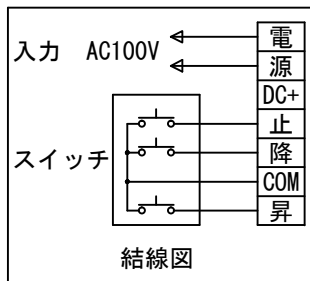 電
入力 AC100V
源
DC+
止
スイッチ
降
COM
昇
結線図